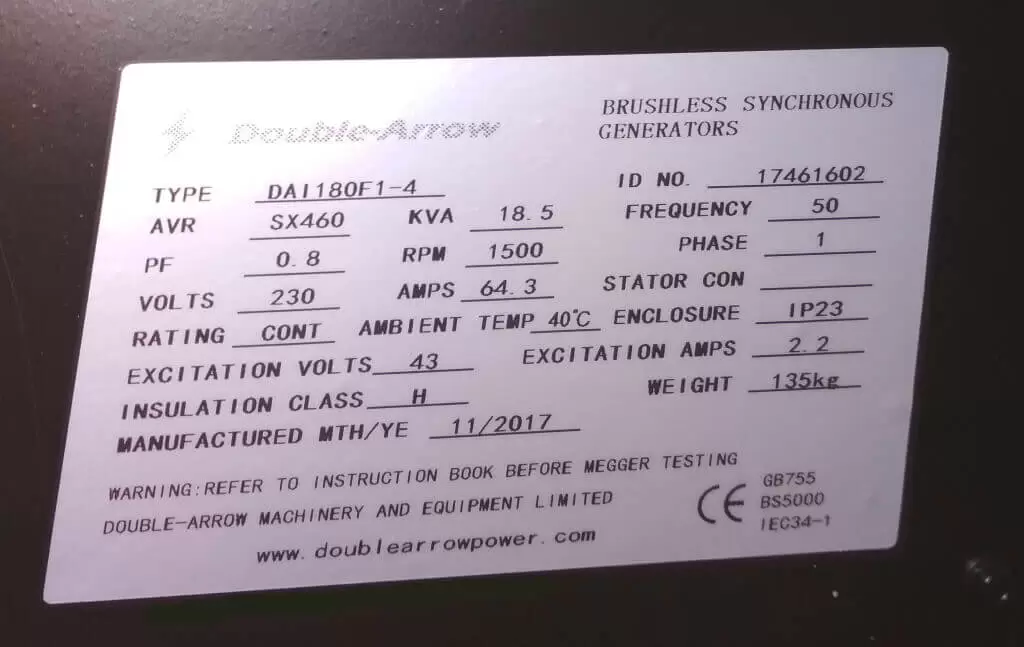 Double-Arrow
BRUSHLESS SYNCHRONOUS
GENERATORS
TYPE DAI180F1-4 ID NO. 17461602
AVR SX460 KVA 18.5 FREQUENCY 50
PF 0.8 RPM 1500 PHASE 1
VOLTS 230 AMPS 64.3 STATOR CON
RATING CONT AMBIENT TEMP 40℃ ENCLOSURE IP23
EXCITATION VOLTS 43 EXCITATION AMPS 2.2
INSULATION CLASS H WEIGHT 135kg
MANUFACTURED MTH/YE 11/2017
WARNING:REFER TO INSTRUCTION BOOK BEFORE MEGGER TESTING
DOUBLE-ARROW MACHINERY AND EQUIPMENT LIMITED
www.doublearrowpower.com
CE
GB755
BS5000
IEC34-1